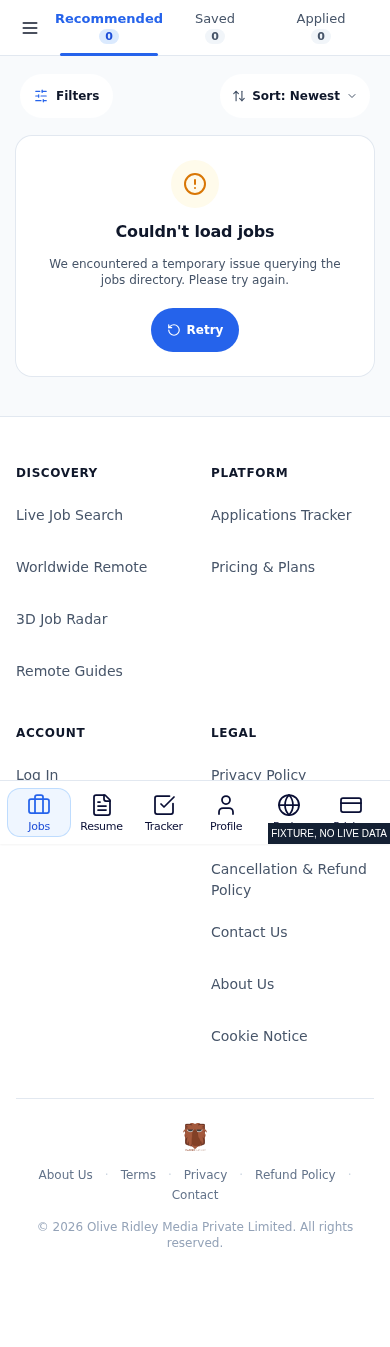 Recommended
0
Saved
0
Applied
0
Filters
Sort: Newest
Couldn't load jobs
We encountered a temporary issue querying the
jobs directory. Please try again.
Retry
DISCOVERY
PLATFORM
Live Job Search
Applications Tracker
Worldwide Remote
Pricing & Plans
3D Job Radar
Remote Guides
ACCOUNT
LEGAL
Log In
Privacy Policy
Jobs
Resume
Tracker
Profile
FIXTURE, NO LIVE DATA
Cancellation & Refund
Policy
Contact Us
About Us
Cookie Notice
About Us · Terms · Privacy · Refund Policy ·
Contact
© 2026 Olive Ridley Media Private Limited. All rights
reserved.